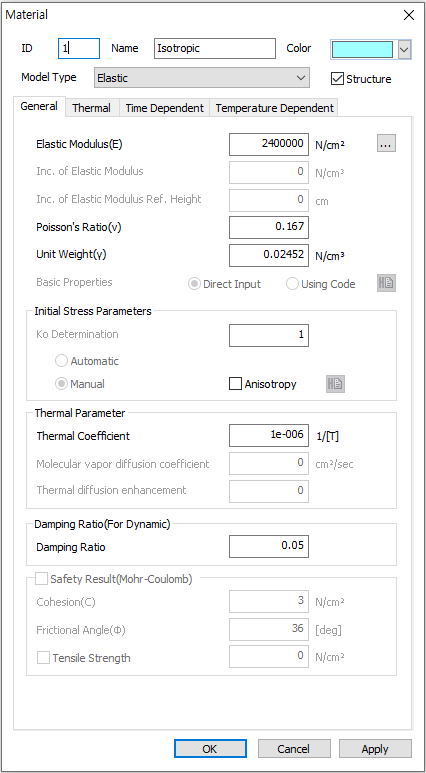 Material
ID 1 Name Isotropic Color
Model Type Elastic Structure
General Thermal Time Dependent Temperature Dependent
Elastic Modulus(E) 2400000 N/cm² ...
Inc. of Elastic Modulus 0 N/cm³
Inc. of Elastic Modulus Ref. Height 0 cm
Poisson's Ratio(ν) 0.167
Unit Weight(γ) 0.02452 N/cm³
Basic Properties Direct Input Using Code
Initial Stress Parameters
Ko Determination 1
Automatic
Manual Anisotropy
Thermal Parameter
Thermal Coefficient 1e-006 1/[T]
Molecular vapor diffusion coefficient 0 cm²/sec
Thermal diffusion enhancement 0
Damping Ratio(For Dynamic)
Damping Ratio 0.05
Safety Result(Mohr-Coulomb)
Cohesion(C) 3 N/cm²
Frictional Angle(Φ) 36 [deg]
Tensile Strength 0 N/cm²
OK Cancel Apply